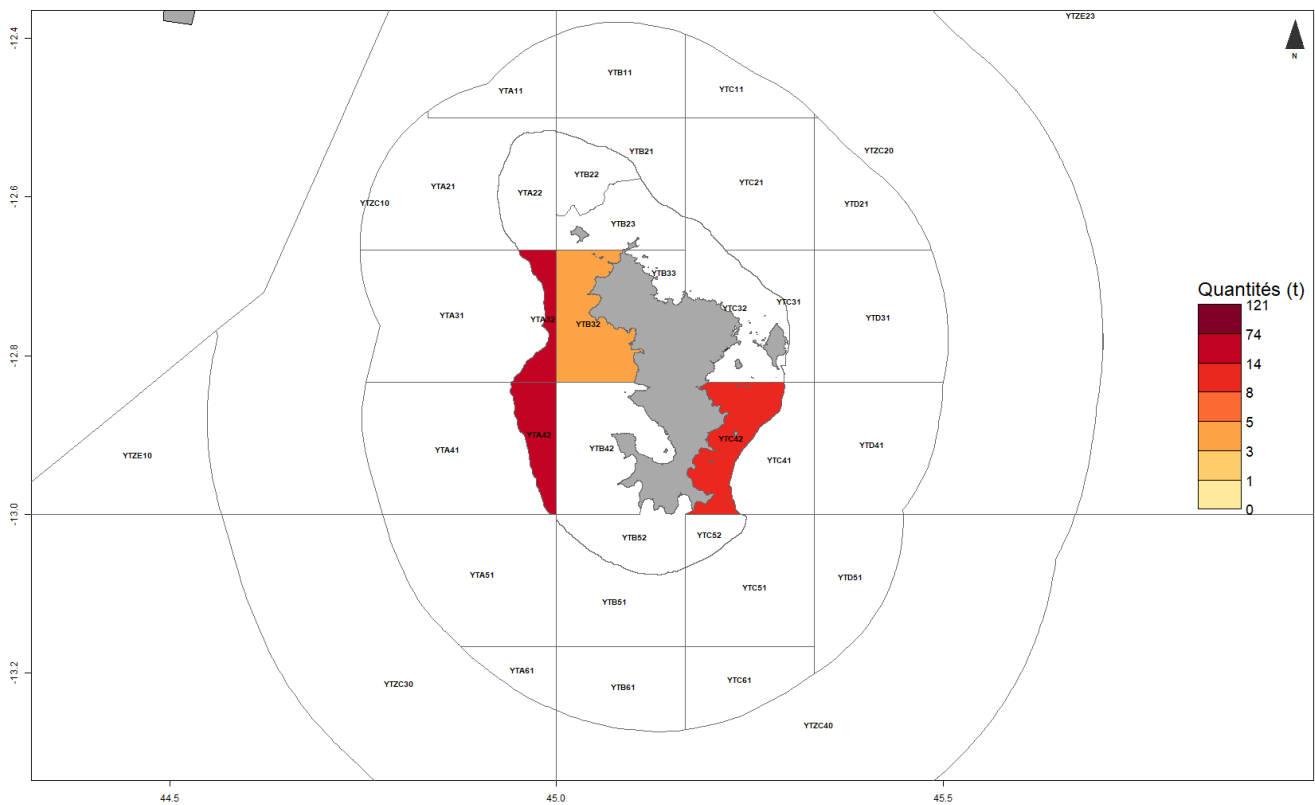 YTZE23
N
-12.4
YTB11
YTA11
YTC11
YTB21
YTZC20
YTB22
YTC21
YTA21
YTA22
-12.6
YTZC10
YTD21
YTB23
YTB33
Quantités (t)
YTC31
121
YTC32
YTA31
YTA32
YTD31
YTB32
74
-12.8
14
8
5
YTA42
YTC42
YTD41
3
YTA41
YTB42
YTZE10
YTC41
1
0
-13.0
YTB52
YTC52
YTA51
YTD51
YTC51
YTB51
-13.2
YTA61
YTC61
YTZC30
YTB61
YTZC40
44.5
45.0
45.5